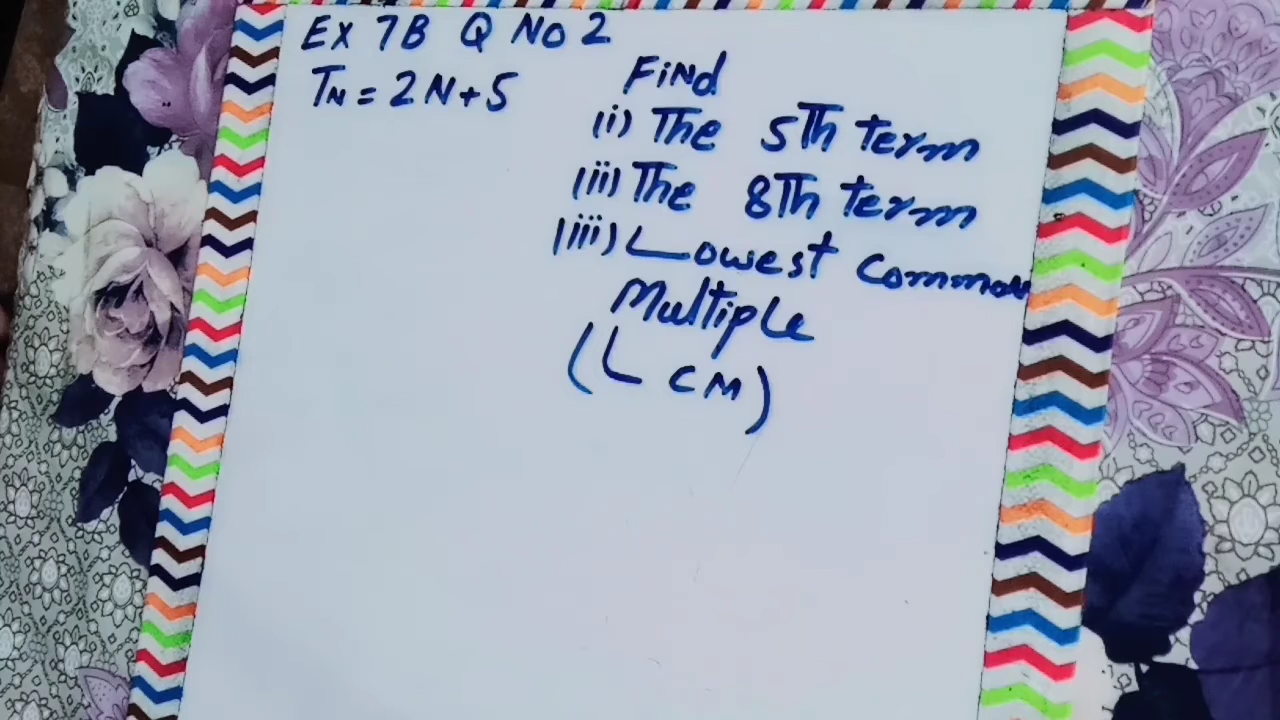 Ex 7B Q No 2
TN = 2N+5
Find
(i) The 5Th term
(ii) The 8Th term
(iii) Lowest common
Multiple
(LCM)